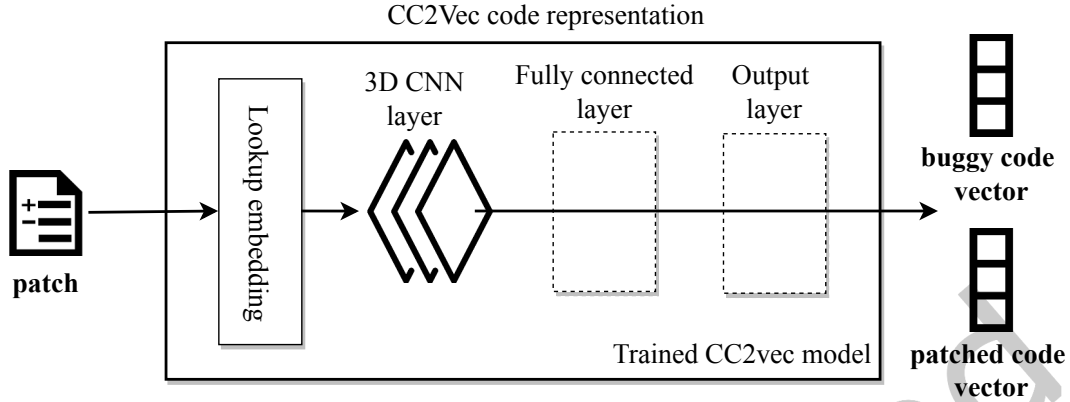 CC2Vec code representation
Lookup embedding
3D CNN
layer
Fully connected
layer
Output
layer
patch
buggy code
vector
patched code
vector
Trained CC2vec model